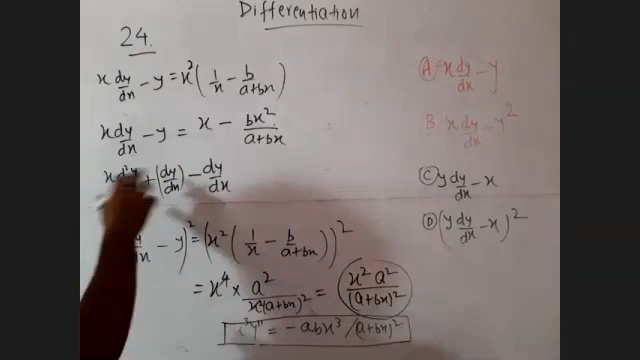 Differentiation
24.
x dy/dx - y = x² (1/x - b/(a+bx))
x dy/dx - y = x - bx²/(a+bx)
x d²y + (dy/dx) - dy/dx
- y)² = (x² (1/x - b/(a+bx)))²
= x⁴ × a²/(x²(a+bx)²) = x²a²/(a+bx)²
y'' = -abx³/(a+bx)²
A x dy/dx - y
B x dy/dx - y²
C y dy/dx - x
D (y dy/dx - x)²